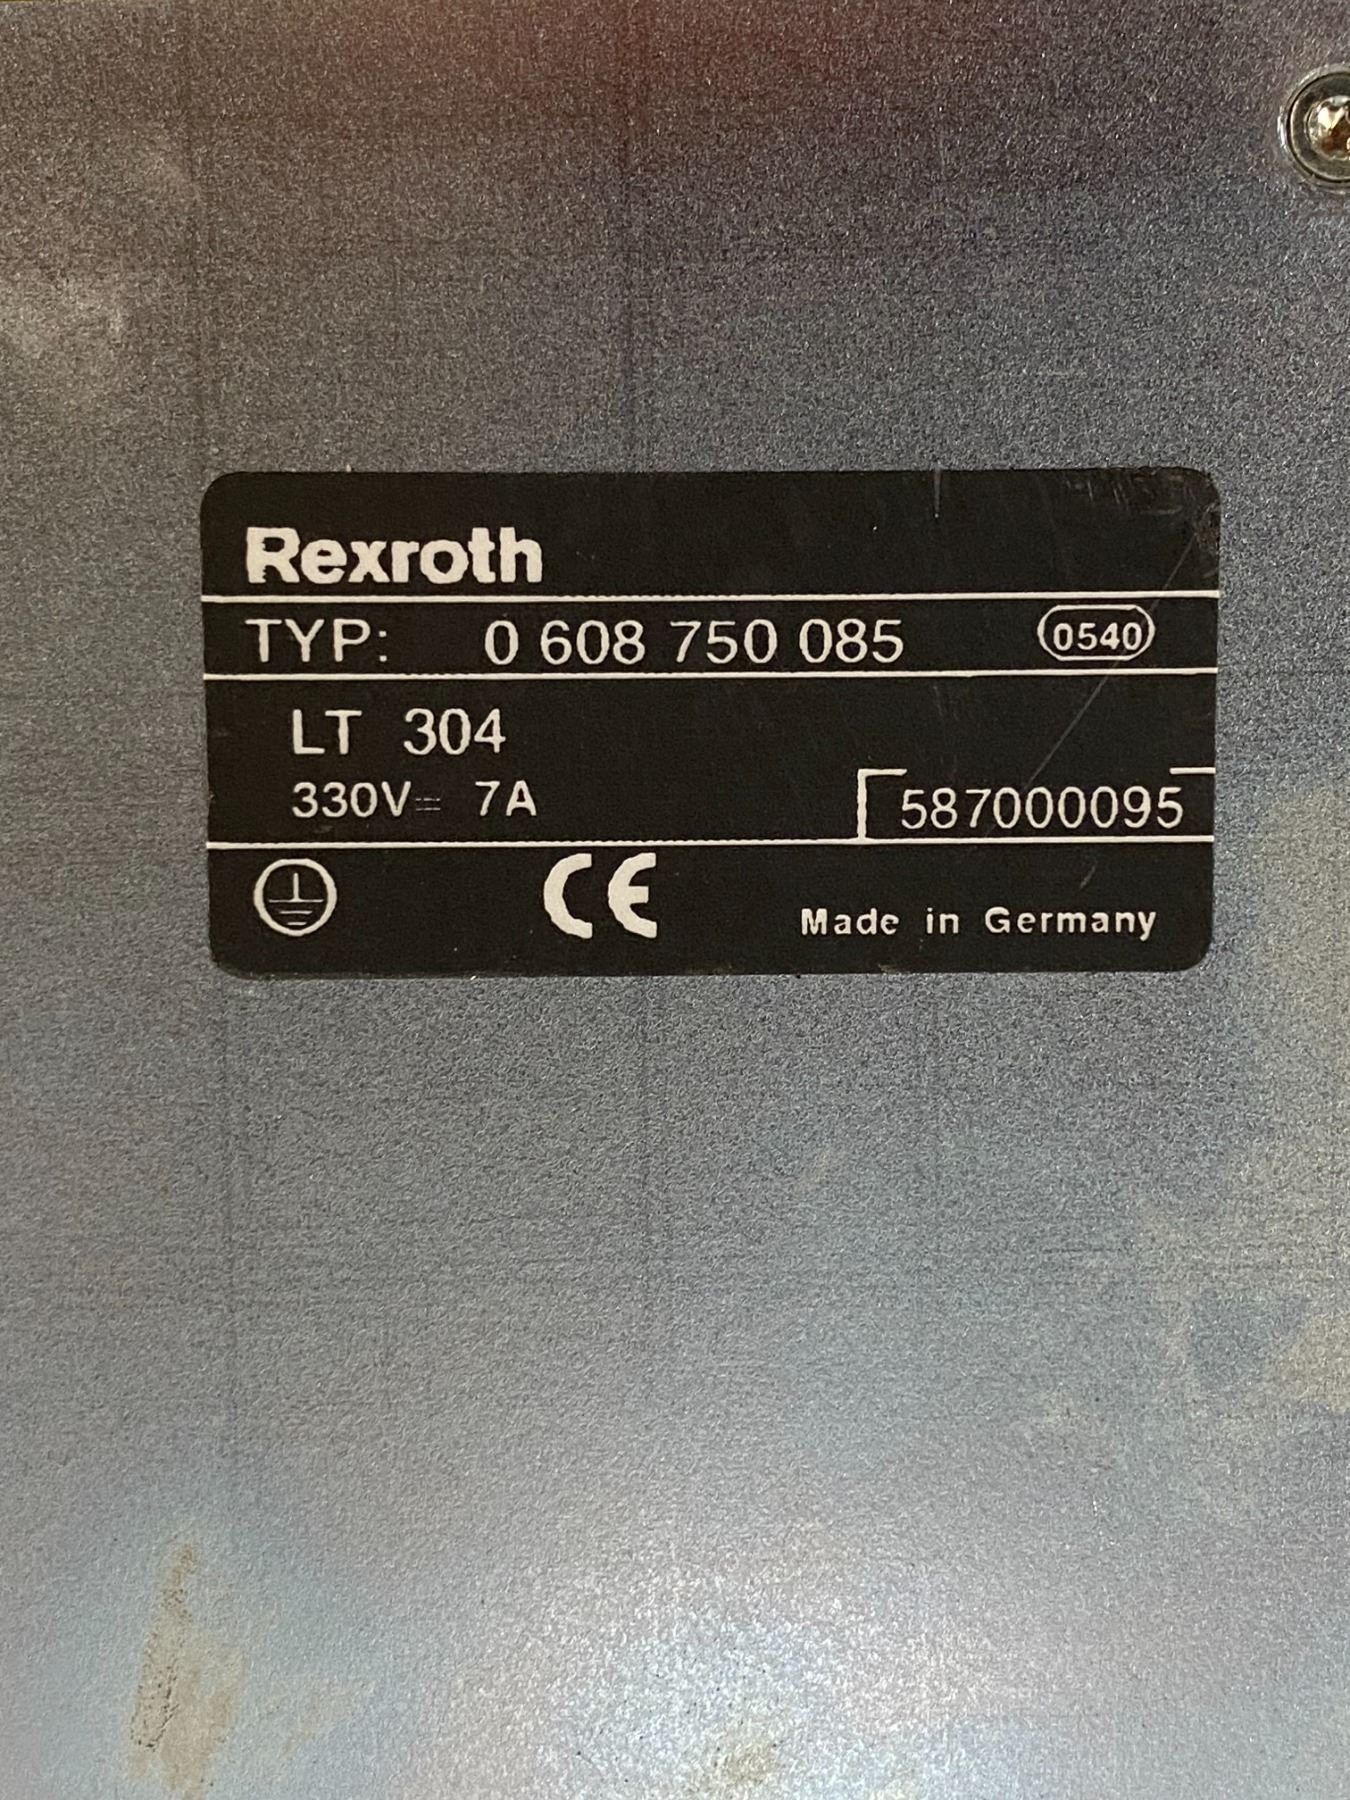 Rexroth
TYP: 0 608 750 085 0540
LT 304
330V⎓ 7A 587000095
CE Made in Germany